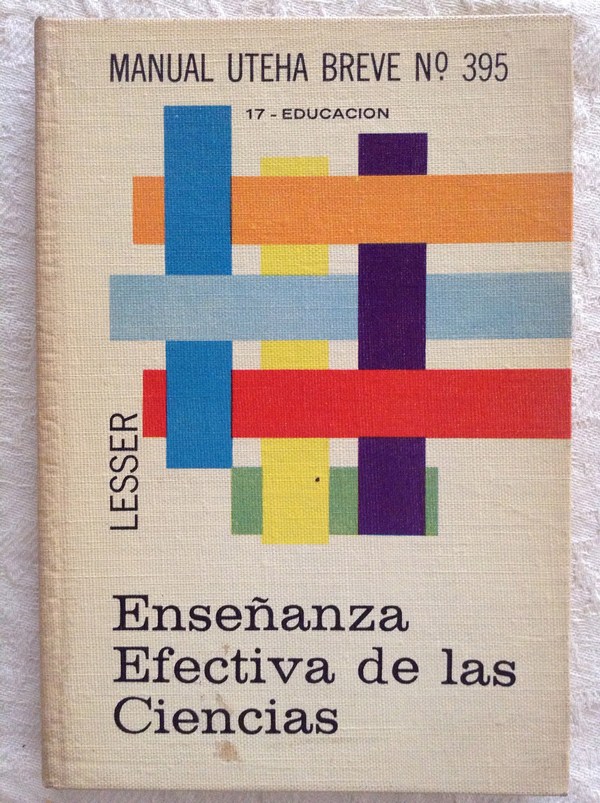 MANUAL UTEHA BREVE Nº 395
17 - EDUCACION
LESSER
Enseñanza
Efectiva de las
Ciencias